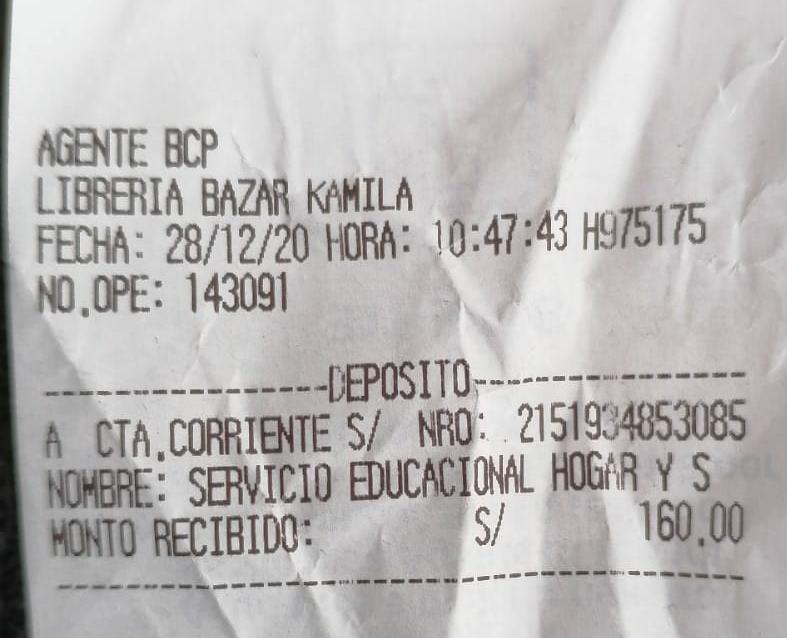 AGENTE BCP
LIBRERIA BAZAR KAMILA
FECHA: 28/12/20 HORA: 10:47:43 H975175
NO.OPE: 143091
--------------------DEPOSITO--------------------
A CTA.CORRIENTE S/ NRO: 2151934853085
NOMBRE: SERVICIO EDUCACIONAL HOGAR Y S
MONTO RECIBIDO: S/ 160.00